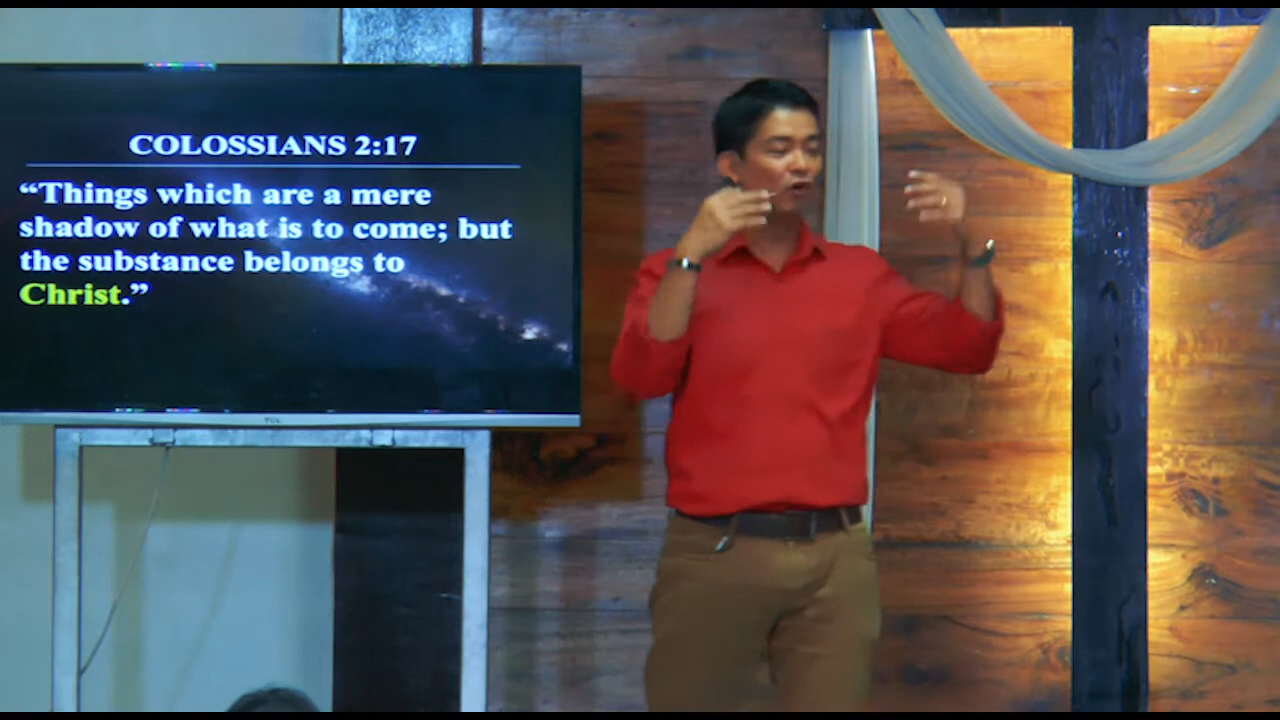 COLOSSIANS 2:17
“Things which are a mere
shadow of what is to come; but
the substance belongs to
Christ.”
TCL